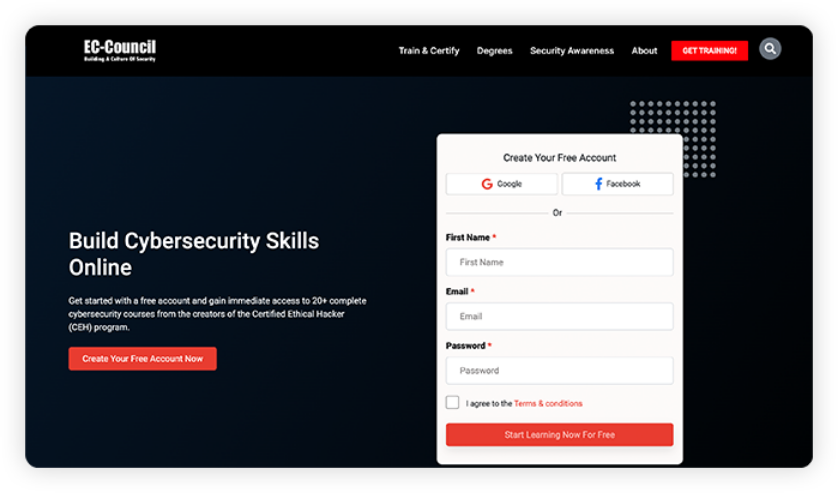 EC-Council
Building A Culture Of Security
Train & Certify
Degrees
Security Awareness
About
GET TRAINING!
Build Cybersecurity Skills
Online
Get started with a free account and gain immediate access to 20+ complete
cybersecurity courses from the creators of the Certified Ethical Hacker
(CEH) program.
Create Your Free Account Now
Create Your Free Account
Google
Facebook
Or
First Name *
First Name
Email *
Email
Password *
Password
I agree to the Terms & conditions
Start Learning Now For Free